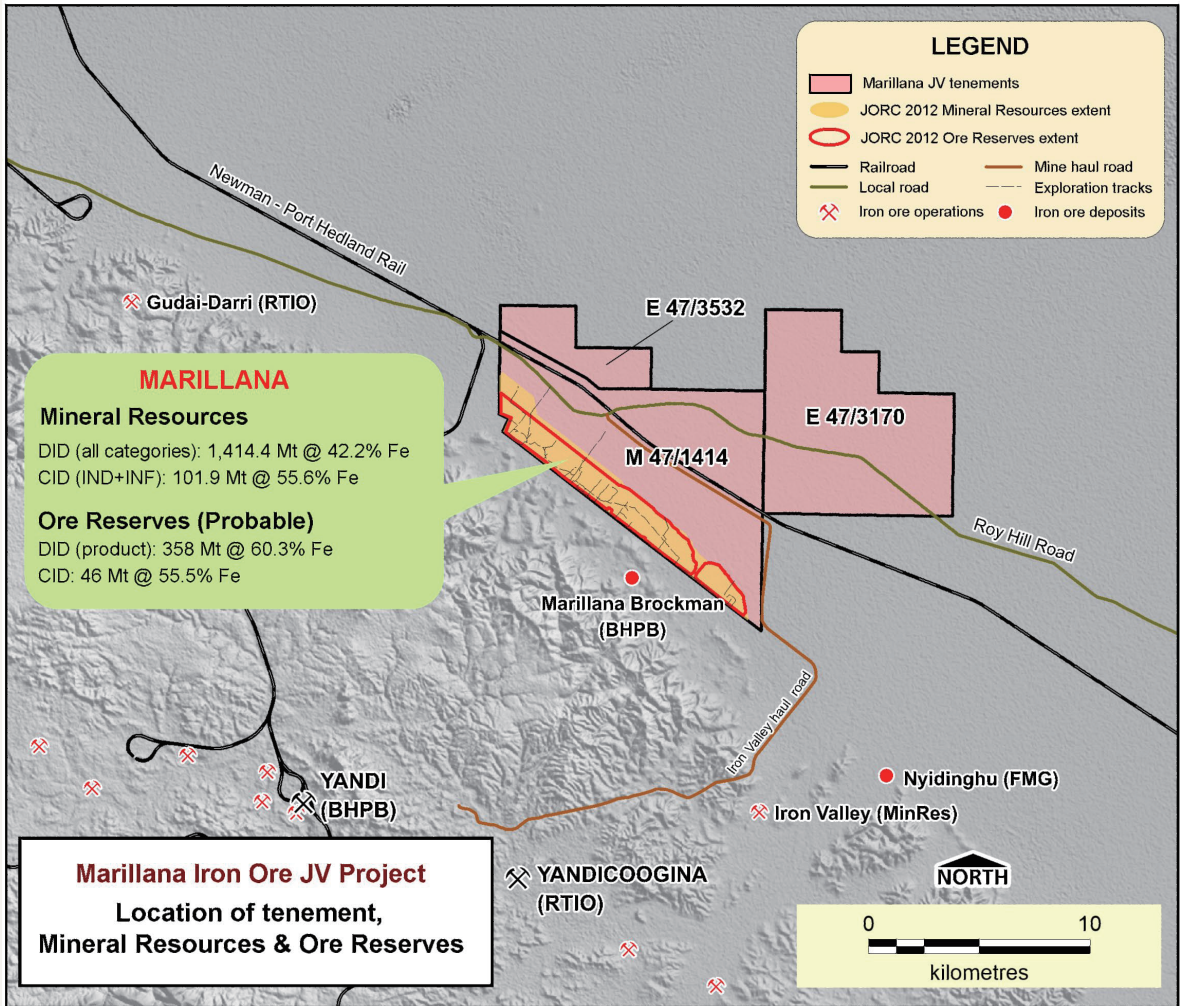 LEGEND
Marillana JV tenements
JORC 2012 Mineral Resources extent
JORC 2012 Ore Reserves extent
Railroad
Mine haul road
Local road
Exploration tracks
Iron ore operations
Iron ore deposits
Newman - Port Hedland Rail
Gudai-Darri (RTIO)
E 47/3532
E 47/3170
M 47/1414
MARILLANA
Mineral Resources
DID (all categories): 1,414.4 Mt @ 42.2% Fe
CID (IND+INF): 101.9 Mt @ 55.6% Fe
Ore Reserves (Probable)
DID (product): 358 Mt @ 60.3% Fe
CID: 46 Mt @ 55.5% Fe
Roy Hill Road
Marillana Brockman
(BHPB)
Iron Valley haul road
YANDI
(BHPB)
Nyidinghu (FMG)
Iron Valley (MinRes)
YANDICOOGINA
(RTIO)
NORTH
Marillana Iron Ore JV Project
Location of tenement,
Mineral Resources & Ore Reserves
0 10
kilometres